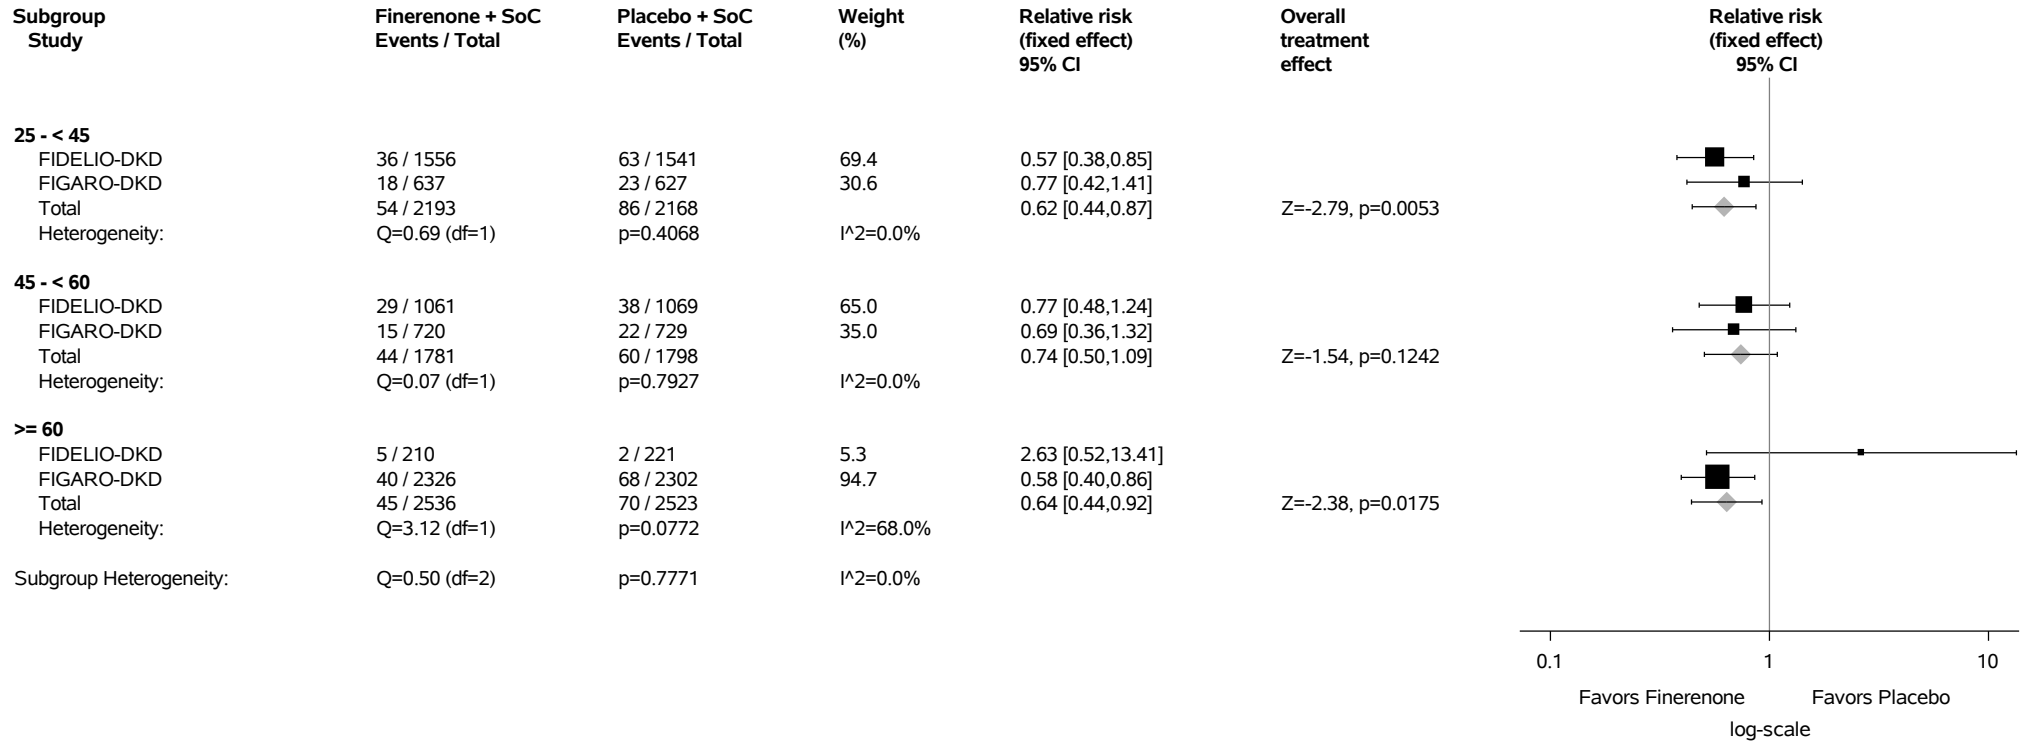 Subgroup Finerenone + SoC Placebo + SoC Weight Relative risk Overall Relative risk
Study Events / Total Events / Total (%) (fixed effect) treatment (fixed effect)
95% CI effect 95% CI
25 - < 45
FIDELIO-DKD 36 / 1556 63 / 1541 69.4 0.57 [0.38,0.85]
FIGARO-DKD 18 / 637 23 / 627 30.6 0.77 [0.42,1.41]
Total 54 / 2193 86 / 2168 0.62 [0.44,0.87] Z=-2.79, p=0.0053
Heterogeneity: Q=0.69 (df=1) p=0.4068 I^2=0.0%
45 - < 60
FIDELIO-DKD 29 / 1061 38 / 1069 65.0 0.77 [0.48,1.24]
FIGARO-DKD 15 / 720 22 / 729 35.0 0.69 [0.36,1.32]
Total 44 / 1781 60 / 1798 0.74 [0.50,1.09] Z=-1.54, p=0.1242
Heterogeneity: Q=0.07 (df=1) p=0.7927 I^2=0.0%
>= 60
FIDELIO-DKD 5 / 210 2 / 221 5.3 2.63 [0.52,13.41]
FIGARO-DKD 40 / 2326 68 / 2302 94.7 0.58 [0.40,0.86]
Total 45 / 2536 70 / 2523 0.64 [0.44,0.92] Z=-2.38, p=0.0175
Heterogeneity: Q=3.12 (df=1) p=0.0772 I^2=68.0%
Subgroup Heterogeneity: Q=0.50 (df=2) p=0.7771 I^2=0.0%
0.1 1 10
Favors Finerenone Favors Placebo
log-scale